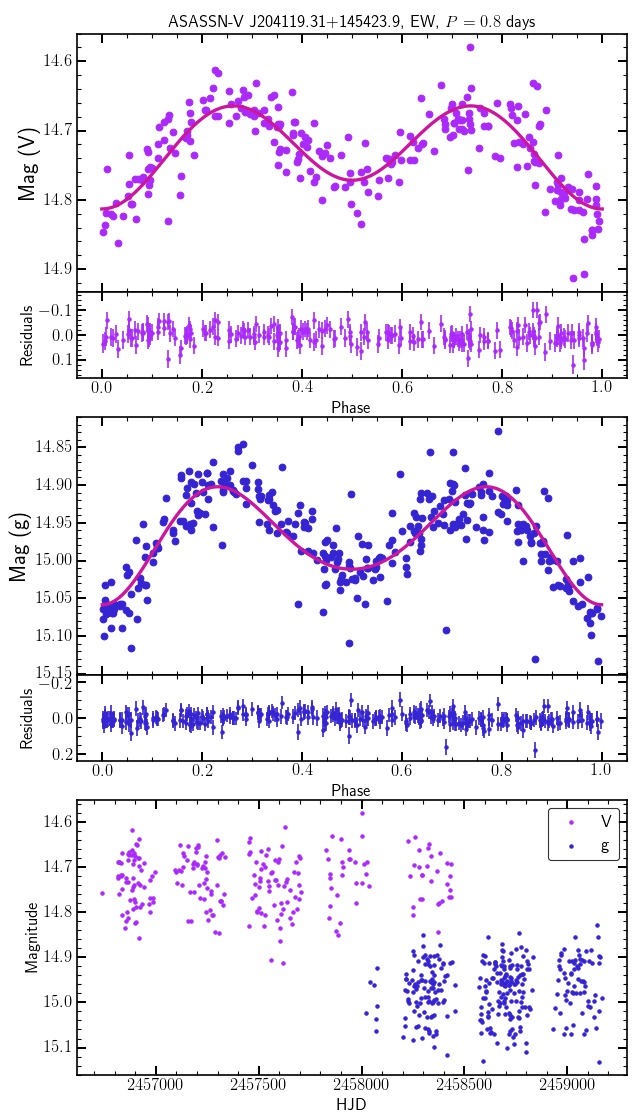 ASASSN-V J204119.31+145423.9, EW, P = 0.8 days
14.6
14.7
14.8
14.9
Mag (V)
−0.1
0.0
0.1
Residuals
0.0 0.2 0.4 0.6 0.8 1.0
Phase
14.85
14.90
14.95
15.00
15.05
15.10
15.15
Mag (g)
−0.2
0.0
0.2
Residuals
0.0 0.2 0.4 0.6 0.8 1.0
Phase
V
g
14.6
14.7
14.8
14.9
15.0
15.1
Magnitude
2457000 2457500 2458000 2458500 2459000
HJD